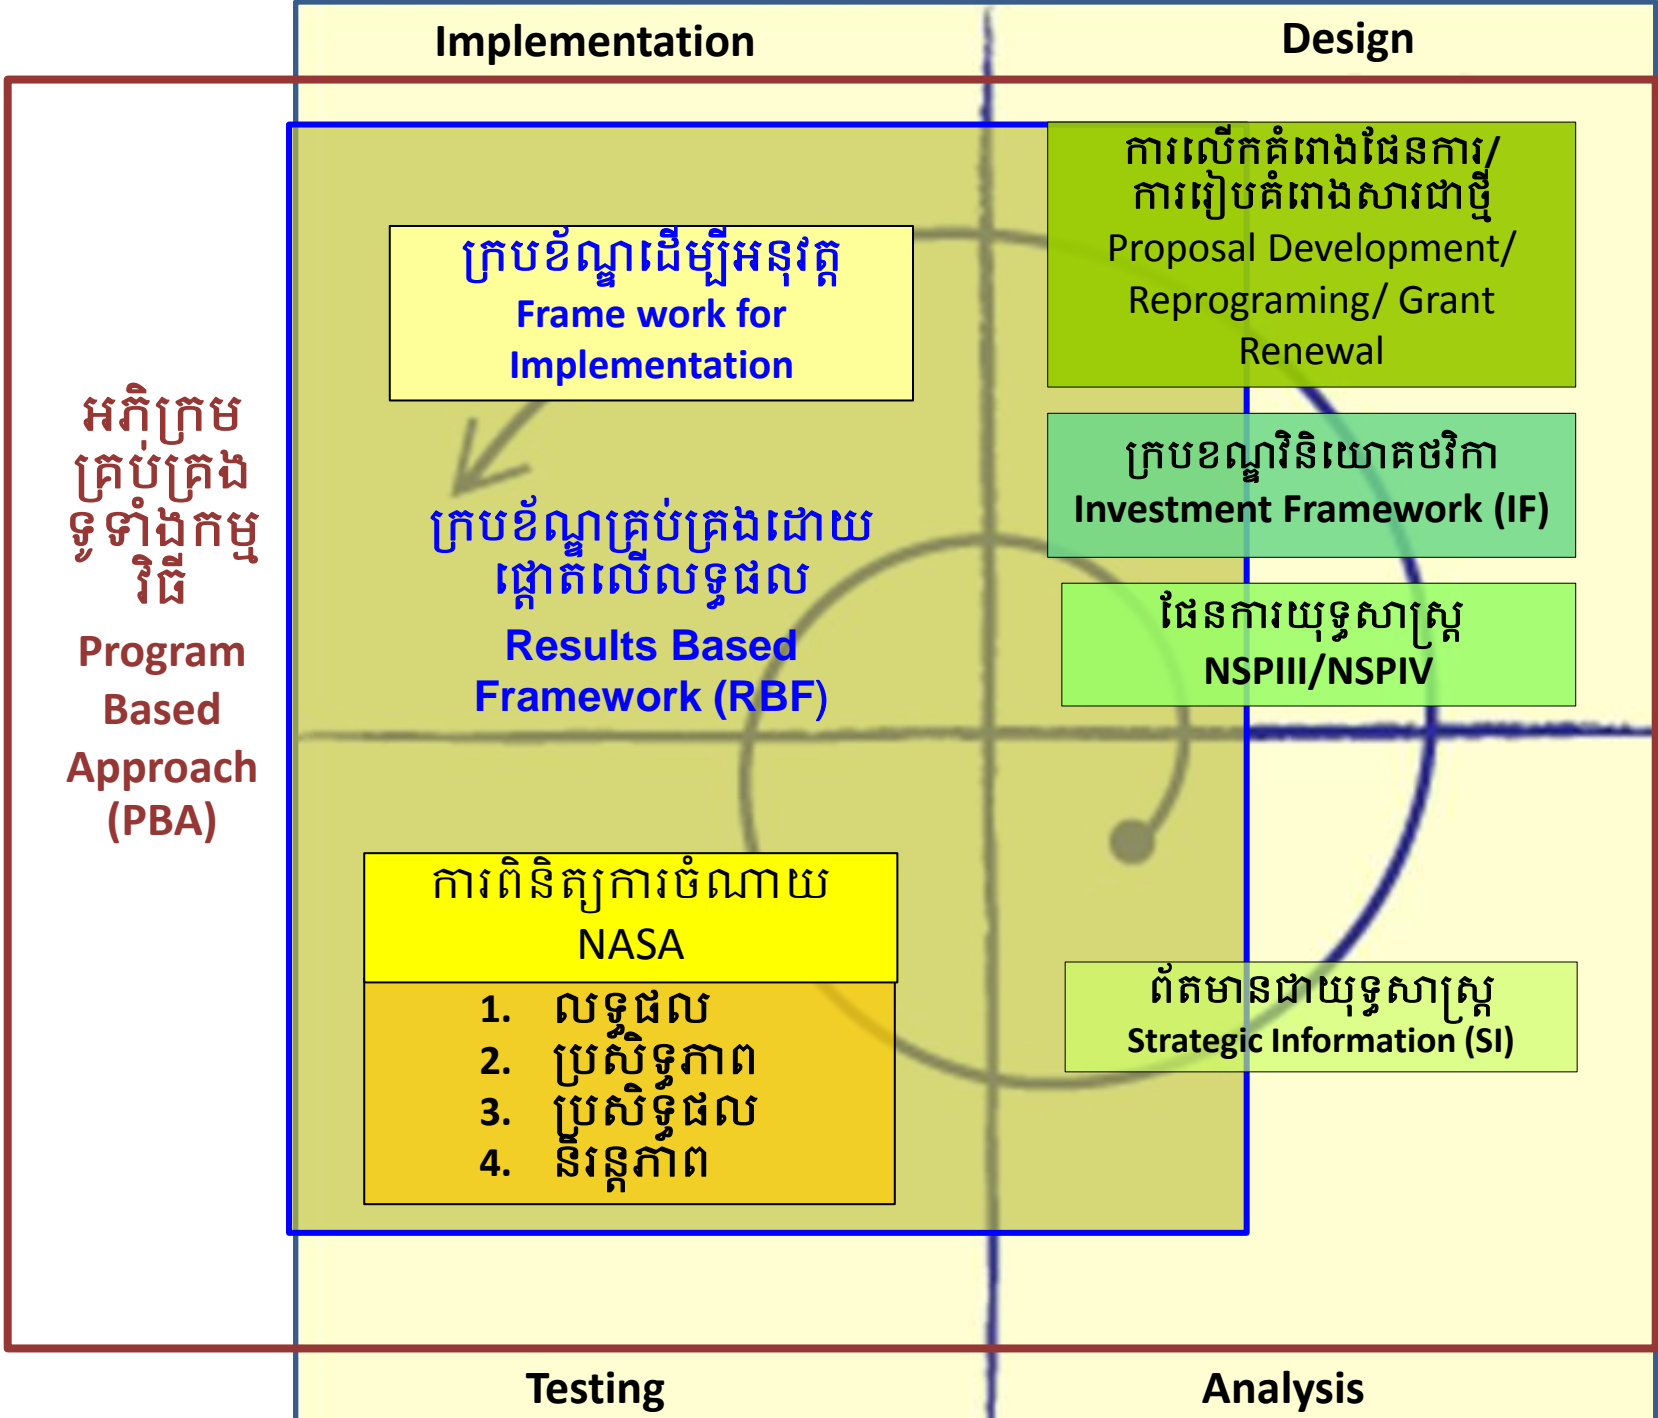 Implementation
Design
អភិក្រម
គ្រប់គ្រង
ទូទាំងកម្ម
វិធី
Program
Based
Approach
(PBA)
ក្របខ័ណ្ឌដើម្បីអនុវត្ត
Frame work for
Implementation
ក្របខ័ណ្ឌគ្រប់គ្រងដោយ
ផ្តោតលើលទ្ធផល
Results Based
Framework (RBF)
ការលើកគំរោងផែនការ/
ការរៀបគំរោងសារជាថ្មី
Proposal Development/
Reprograming/ Grant
Renewal
ក្របខណ្ឌវិនិយោគថវិកា
Investment Framework (IF)
ផែនការយុទ្ធសាស្ត្រ
NSPIII/NSPIV
ការពិនិត្យការចំណាយ
NASA
1. លទ្ធផល
2. ប្រសិទ្ធភាព
3. ប្រសិទ្ធផល
4. និរន្តភាព
ព័តមានជាយុទ្ធសាស្ត្រ
Strategic Information (SI)
Testing
Analysis